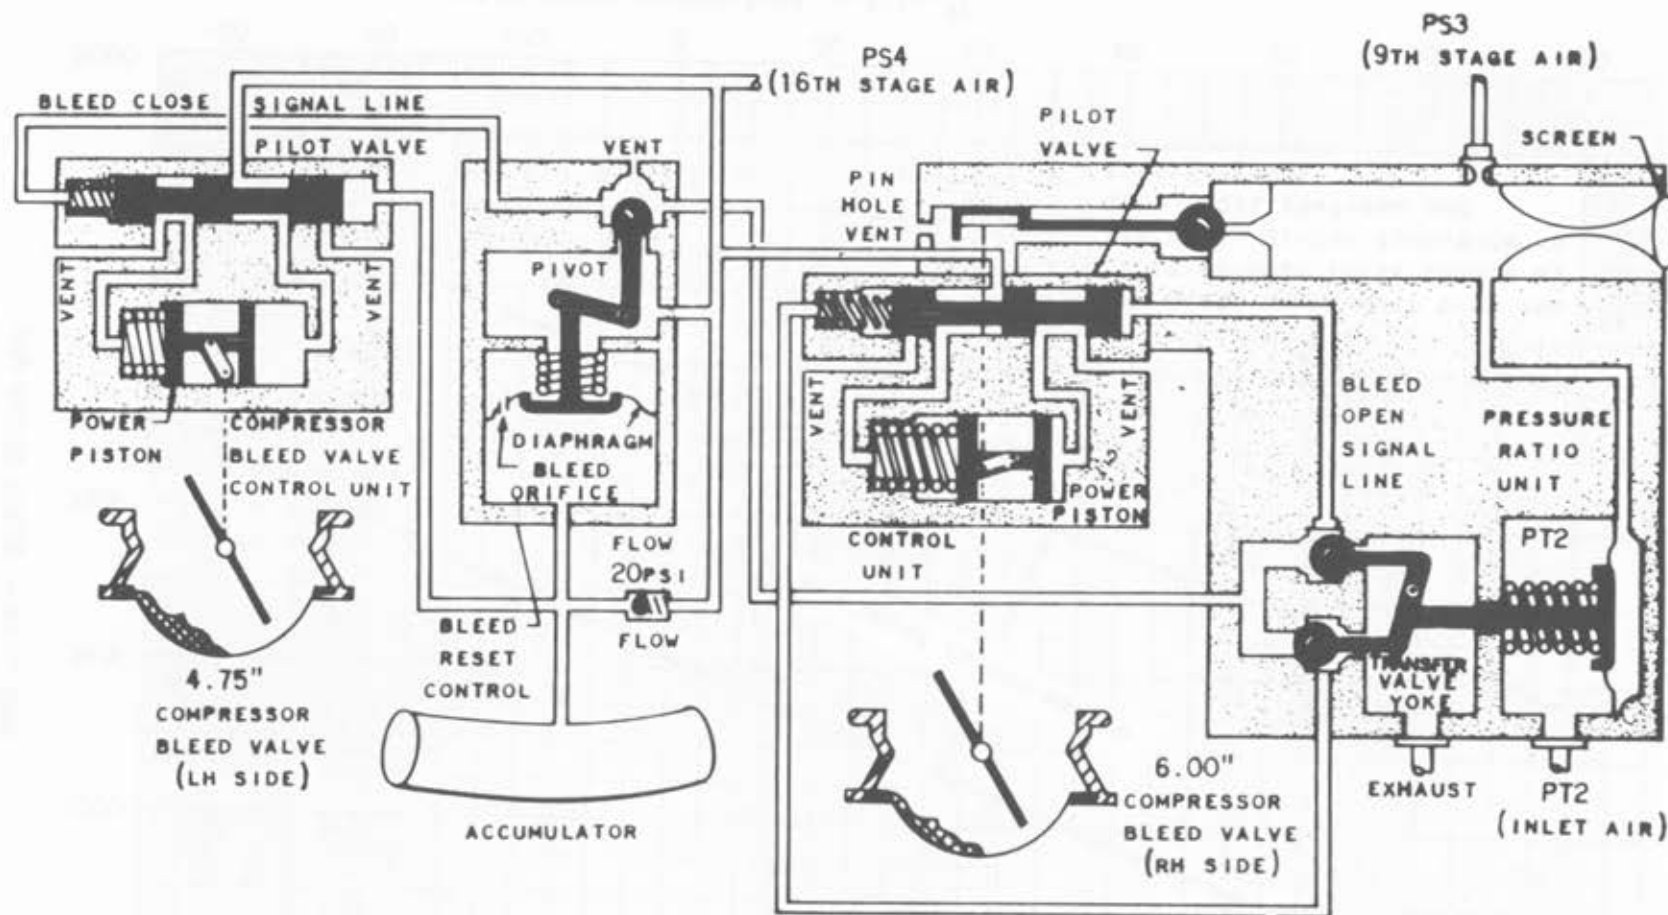 PS3
(9TH STAGE AIR)
PS4
(16TH STAGE AIR)
BLEED CLOSE SIGNAL LINE
PILOT VALVE
VENT
PILOT
VALVE
SCREEN
PIN
HOLE
VENT
PIVOT
VENT
VENT
POWER
PISTON
COMPRESSOR
BLEED VALVE
CONTROL UNIT
DIAPHRAGM
BLEED
ORIFICE
VENT
VENT
POWER
PISTON
BLEED
OPEN
SIGNAL
LINE
PRESSURE
RATIO
UNIT
CONTROL
UNIT
PT2
FLOW
20PSI
FLOW
BLEED
RESET
CONTROL
TRANSFER
VALVE
YOKE
4.75"
COMPRESSOR
BLEED VALVE
(LH SIDE)
ACCUMULATOR
6.00"
COMPRESSOR
BLEED VALVE
(RH SIDE)
EXHAUST
PT2
(INLET AIR)